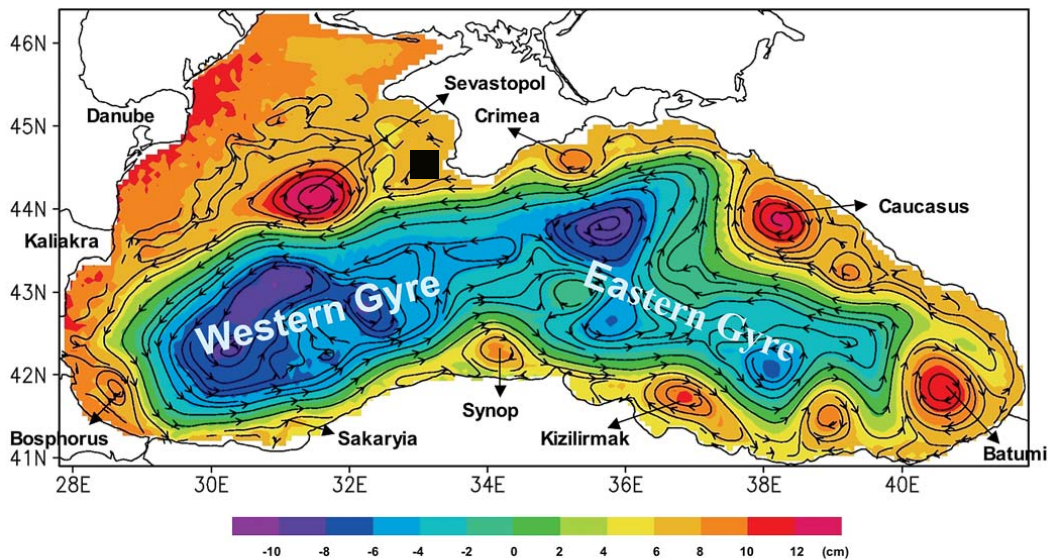 46N
Sevastopol
Danube
45N
Crimea
44N
Caucasus
Kaliakra
43N
Western Gyre
Eastern Gyre
42N
Synop
Bosphorus
Sakaryia
Kizilirmak
Batumi
41N
28E 30E 32E 34E 36E 38E 40E
-10 -8 -6 -4 -2 0 2 4 6 8 10 12 (cm)